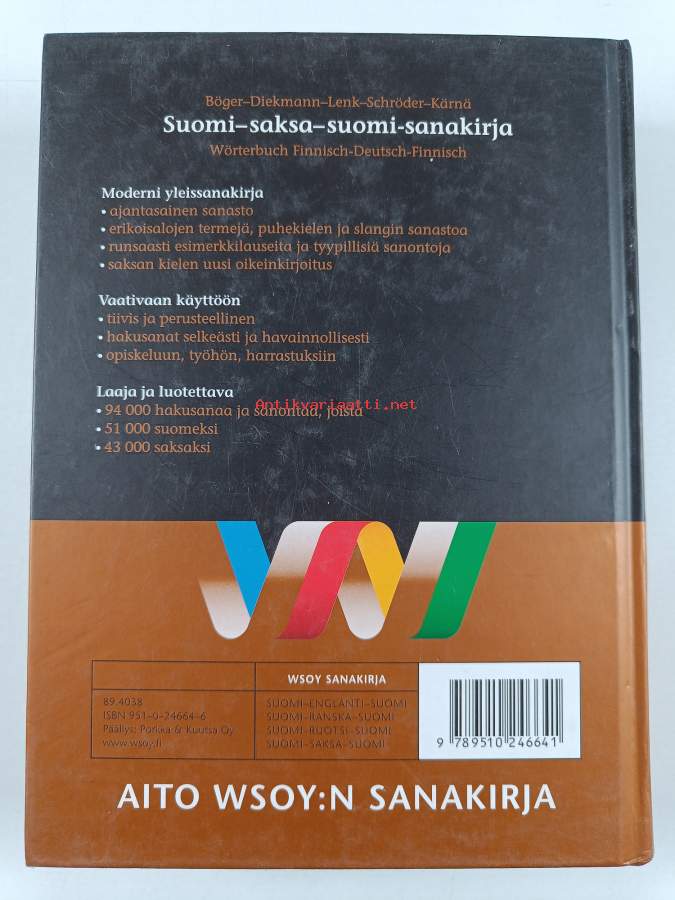 Böger–Diekmann–Lenk–Schröder–Kärnä
Suomi–saksa–suomi-sanakirja
Wörterbuch Finnisch-Deutsch-Finnisch
Moderni yleissanakirja
• ajantasainen sanasto
• erikoisalojen termejä, puhekielen ja slangin sanastoa
• runsaasti esimerkkilauseita ja tyypillisiä sanontoja
• saksan kielen uusi oikeinkirjoitus
Vaativaan käyttöön
• tiivis ja perusteellinen
• hakusanat selkeästi ja havainnollisesti
• opiskeluun, työhön, harrastuksiin
Laaja ja luotettava
Antikvariaatti.net
• 94 000 hakusanaa ja sanontaa, joista
• 51 000 suomeksi
• 43 000 saksaksi
WSOY SANAKIRJA
89.4038
ISBN 951-0-24664-6
Päällys: Porkka & Kuutsa Oy
www.wsoy.fi
SUOMI–ENGLANTI–SUOMI
SUOMI–RANSKA–SUOMI
SUOMI–RUOTSI–SUOMI
SUOMI–SAKSA–SUOMI
9 789510 246641
AITO WSOY:N SANAKIRJA